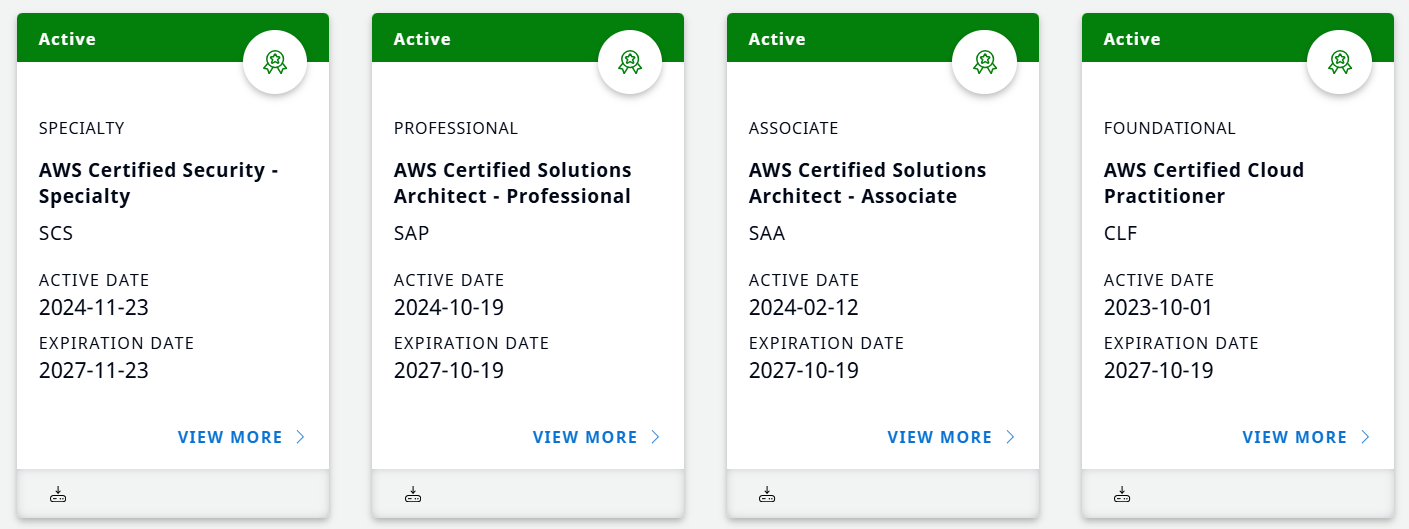 Active
SPECIALTY
AWS Certified Security -
Specialty
SCS
ACTIVE DATE
2024-11-23
EXPIRATION DATE
2027-11-23
VIEW MORE
Active
PROFESSIONAL
AWS Certified Solutions
Architect - Professional
SAP
ACTIVE DATE
2024-10-19
EXPIRATION DATE
2027-10-19
VIEW MORE
Active
ASSOCIATE
AWS Certified Solutions
Architect - Associate
SAA
ACTIVE DATE
2024-02-12
EXPIRATION DATE
2027-10-19
VIEW MORE
Active
FOUNDATIONAL
AWS Certified Cloud
Practitioner
CLF
ACTIVE DATE
2023-10-01
EXPIRATION DATE
2027-10-19
VIEW MORE